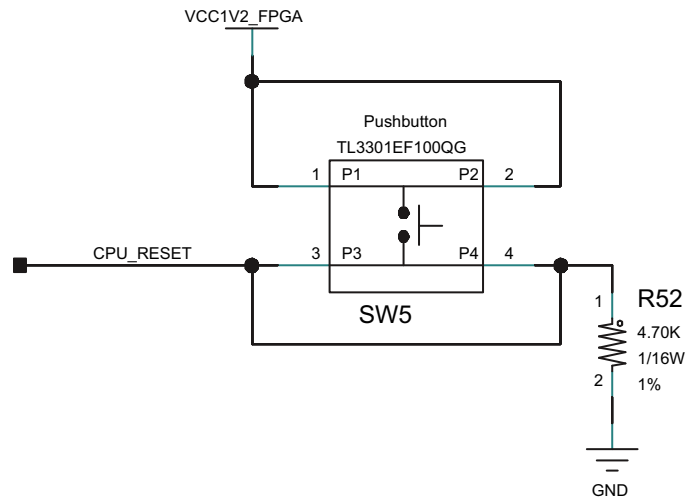 VCC1V2_FPGA
Pushbutton
TL3301EF100QG
1 P1 P2 2
CPU_RESET 3 P3 P4 4
SW5
1 R52
4.70K
1/16W
2 1%
GND